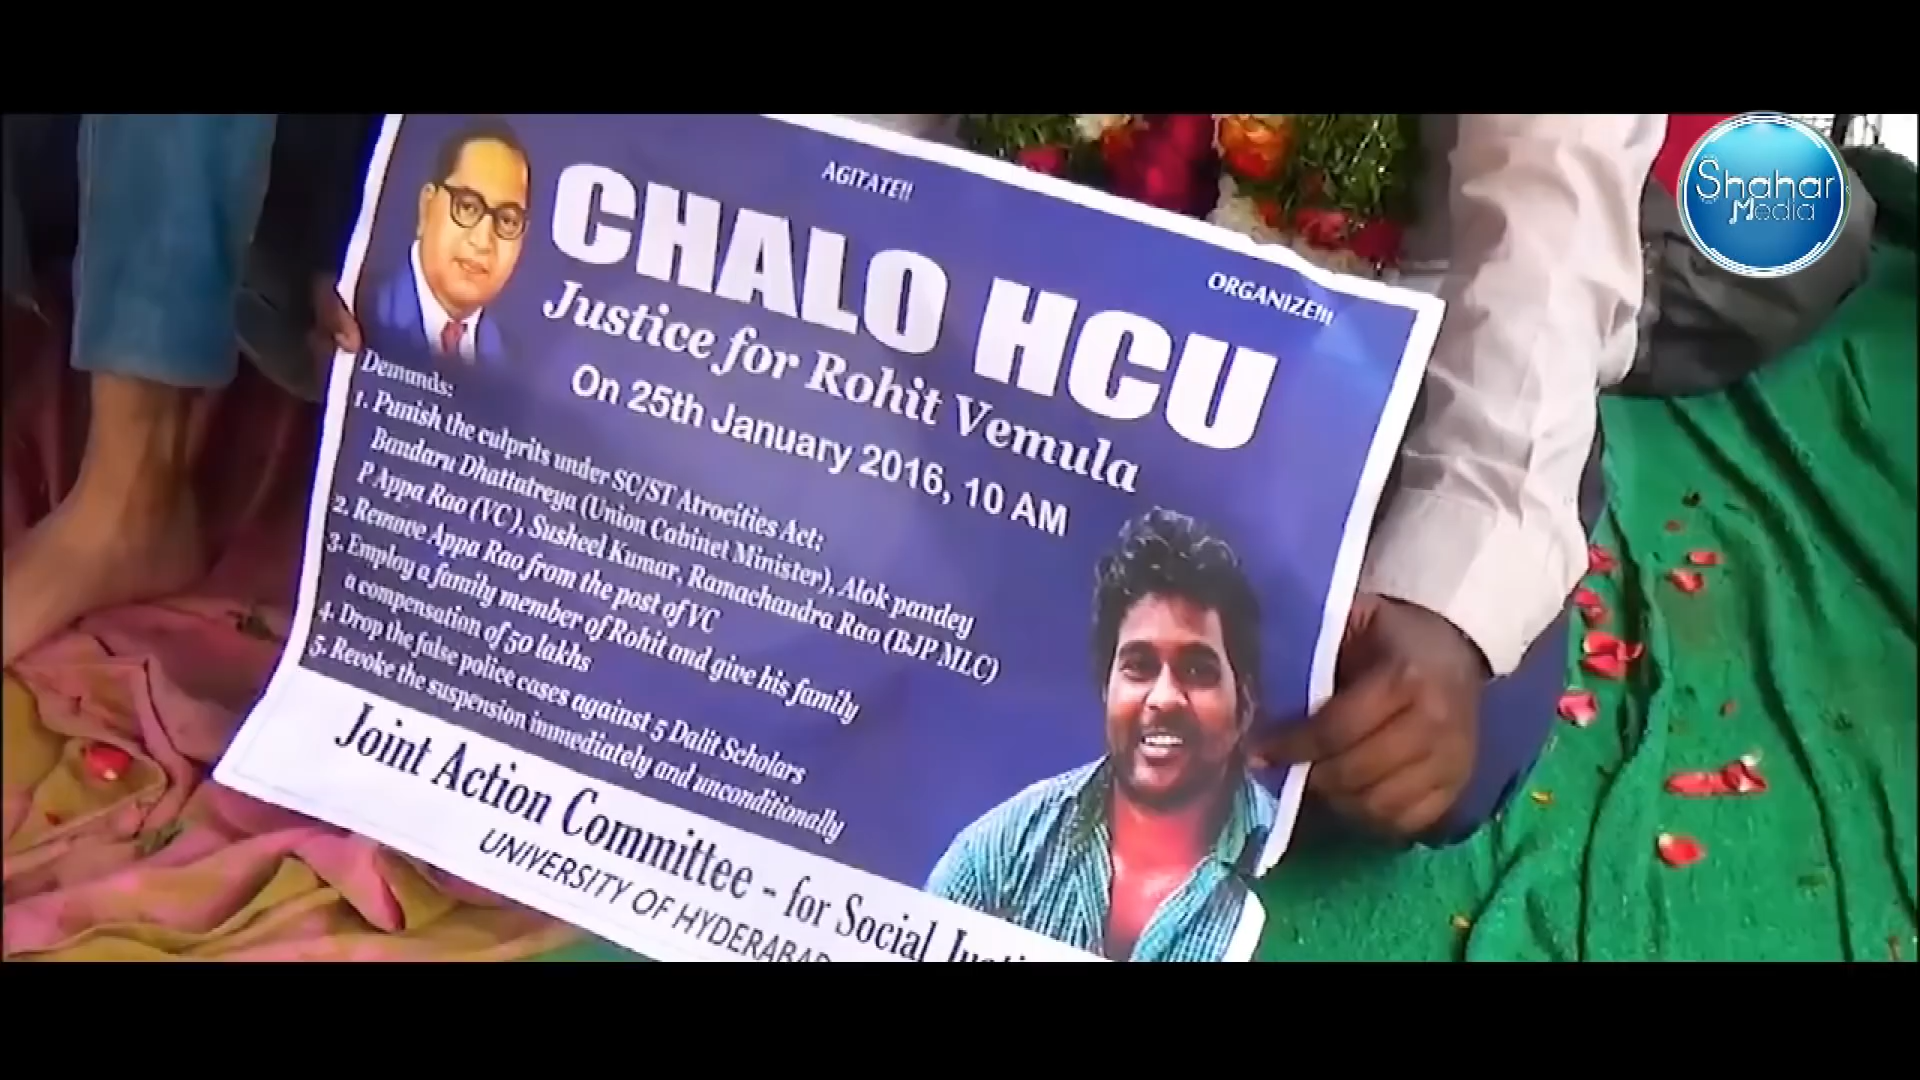 AGITATE!!
ORGANIZE!!!
CHALO HCU
Justice for Rohit Vemula
On 25th January 2016, 10 AM
Demands:
1. Punish the culprits under SC/ST Atrocities Act:
Bandaru Dhattatreya (Union Cabinet Minister), Alok pandey
P Appa Rao (VC), Susheel Kumar, Ramachandra Rao (BJP MLC)
2. Remove Appa Rao from the post of VC
3. Employ a family member of Rohit and give his family
a compensation of 50 lakhs
4. Drop the false police cases against 5 Dalit Scholars
5. Revoke the suspension immediately and unconditionally
Joint Action Committee - for Social
UNIVERSITY OF HYDERABAD
Shahar
Media